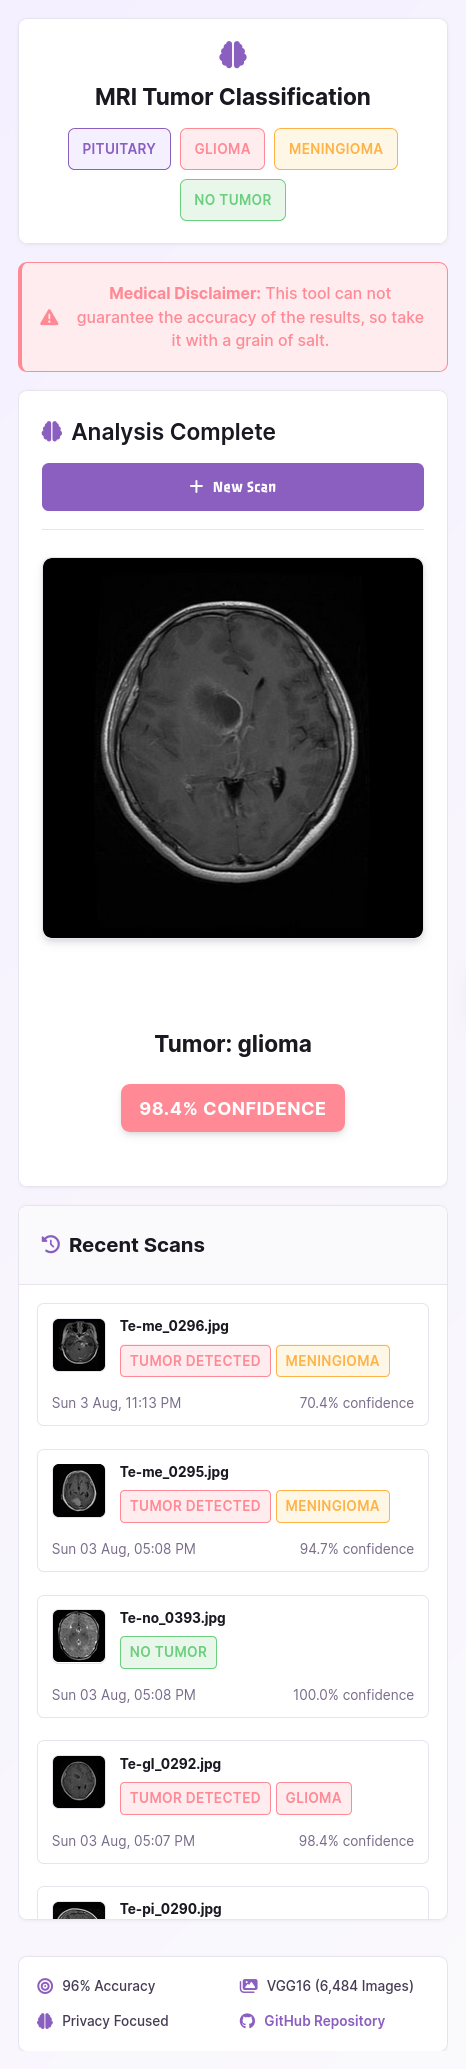 MRI Tumor Classification
PITUITARY GLIOMA MENINGIOMA
NO TUMOR
Medical Disclaimer: This tool can not
guarantee the accuracy of the results, so take
it with a grain of salt.
Analysis Complete
New Scan
Tumor: glioma
98.4% CONFIDENCE
Recent Scans
Te-me_0296.jpg
TUMOR DETECTED MENINGIOMA
Sun 3 Aug, 11:13 PM 70.4% confidence
Te-me_0295.jpg
TUMOR DETECTED MENINGIOMA
Sun 03 Aug, 05:08 PM 94.7% confidence
Te-no_0393.jpg
NO TUMOR
Sun 03 Aug, 05:08 PM 100.0% confidence
Te-gl_0292.jpg
TUMOR DETECTED GLIOMA
Sun 03 Aug, 05:07 PM 98.4% confidence
Te-pi_0290.jpg
96% Accuracy VGG16 (6,484 Images)
Privacy Focused GitHub Repository